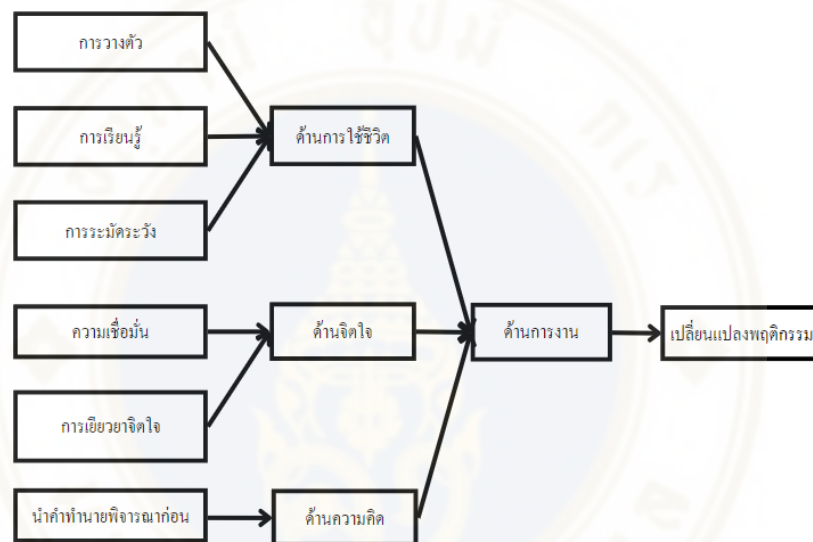 การวางตัว
การเรียนรู้
ด้านการใช้ชีวิต
การระมัดระวัง
ความเชื่อมั่น
ด้านจิตใจ
ด้านการงาน
เปลี่ยนแปลงพฤติกรรม
การเยียวยาจิตใจ
นำคำทำนายพิจารณาก่อน
ด้านความคิด